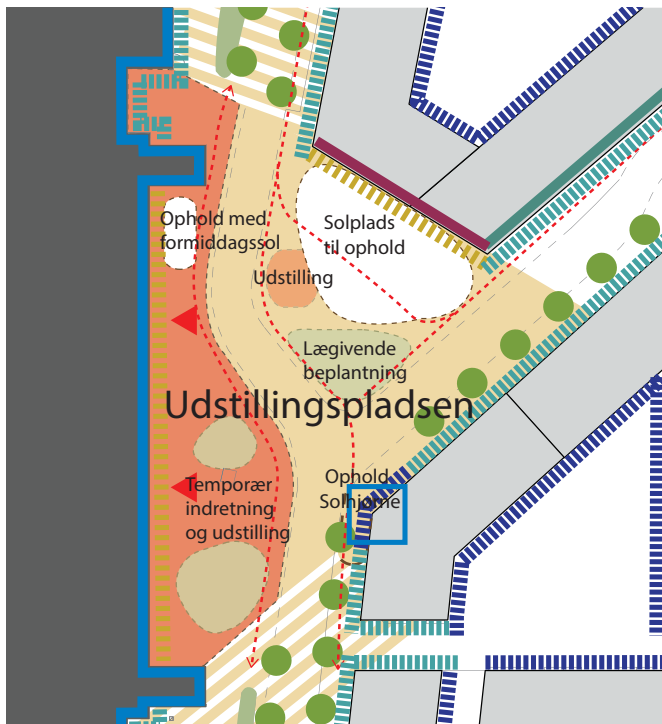 Ophold med
formiddagssol
Solplads
til ophold
Udstilling
Lægivende
beplantning
Udstillingspladsen
Ophold
Solhjørne
Temporær
indretning
og udstilling